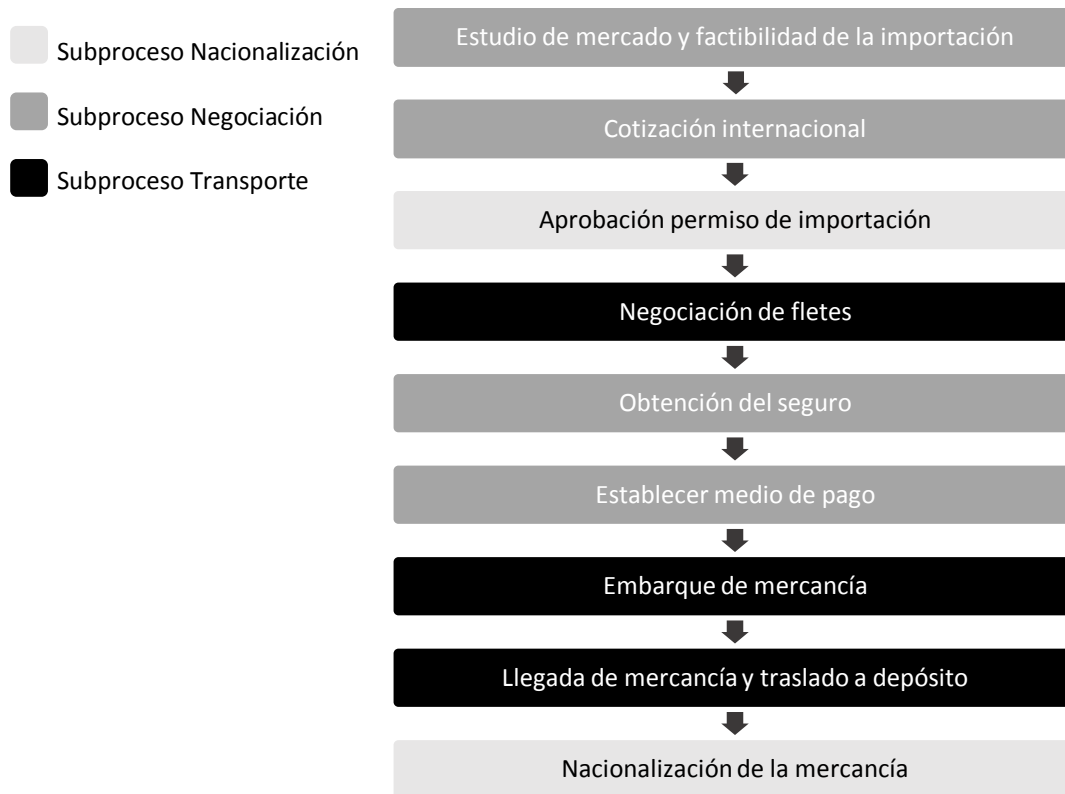 Subproceso Nacionalización
Subproceso Negociación
Subproceso Transporte
Estudio de mercado y factibilidad de la importación
Cotización internacional
Aprobación permiso de importación
Negociación de fletes
Obtención del seguro
Establecer medio de pago
Embarque de mercancía
Llegada de mercancía y traslado a depósito
Nacionalización de la mercancía